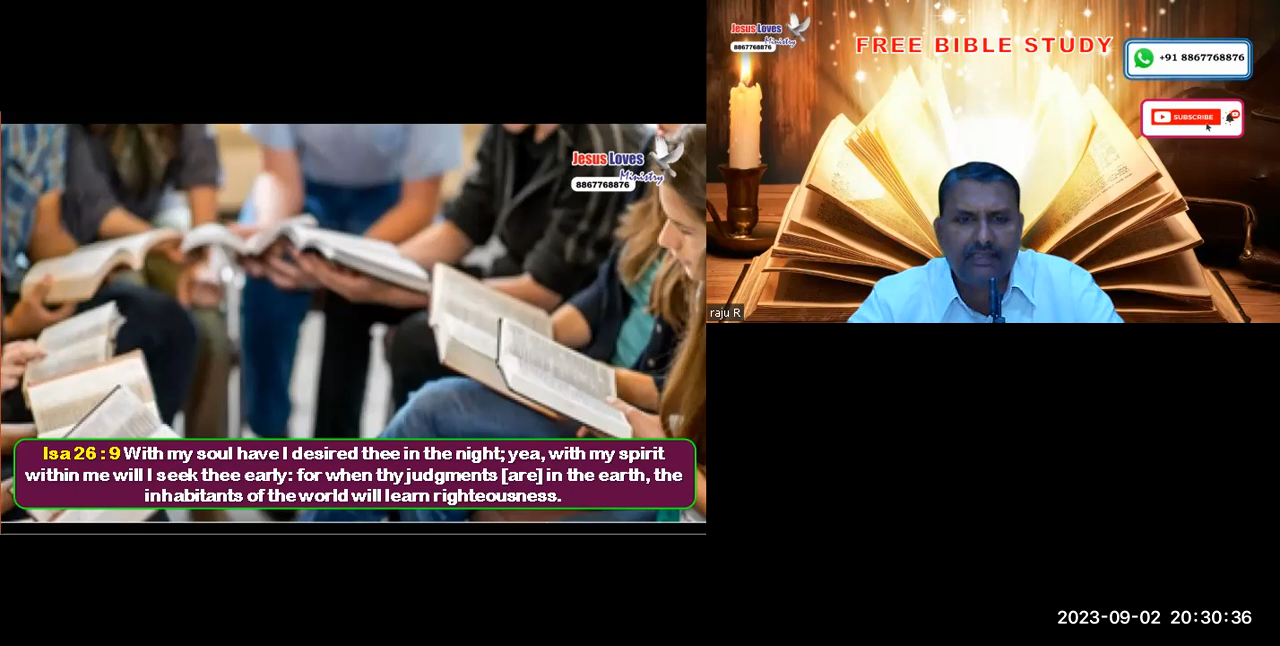 Jesus Loves
Ministry
8867768876
Isa 26 : 9 With my soul have I desired thee in the night; yea, with my spirit
within me will I seek thee early: for when thy judgments [are] in the earth, the
inhabitants of the world will learn righteousness.
Jesus Loves
Ministry
8867768876
FREE BIBLE STUDY
+91 8867768876
SUBSCRIBE
raju R
2023-09-02 20:30:36